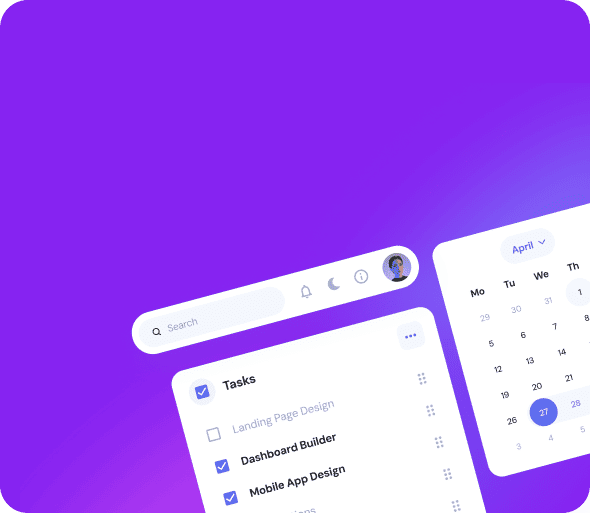 Search
Tasks
Landing Page Design
Dashboard Builder
Mobile App Design
April
Mo Tu We Th
29 30 31 1
5 6 7 8
12 13 14
19 20 21
26 27 28
3 4 5